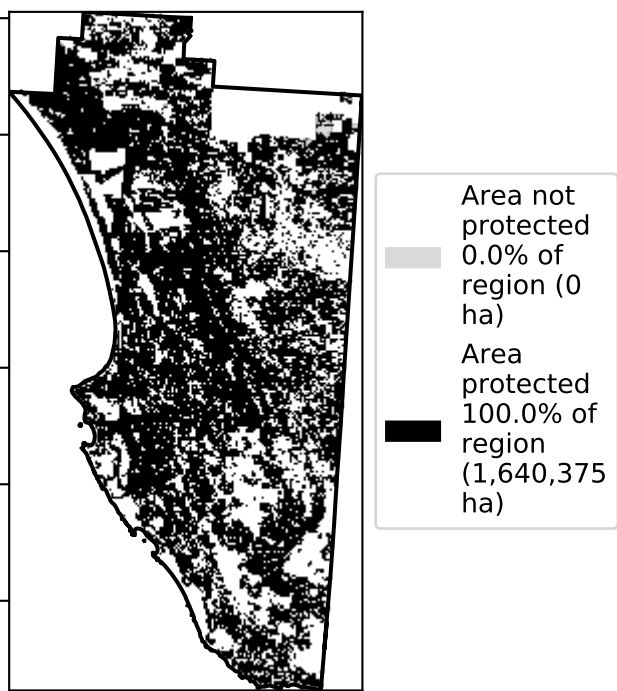 Area not
protected
0.0% of
region (0
ha)
Area
protected
100.0% of
region
(1,640,375
ha)